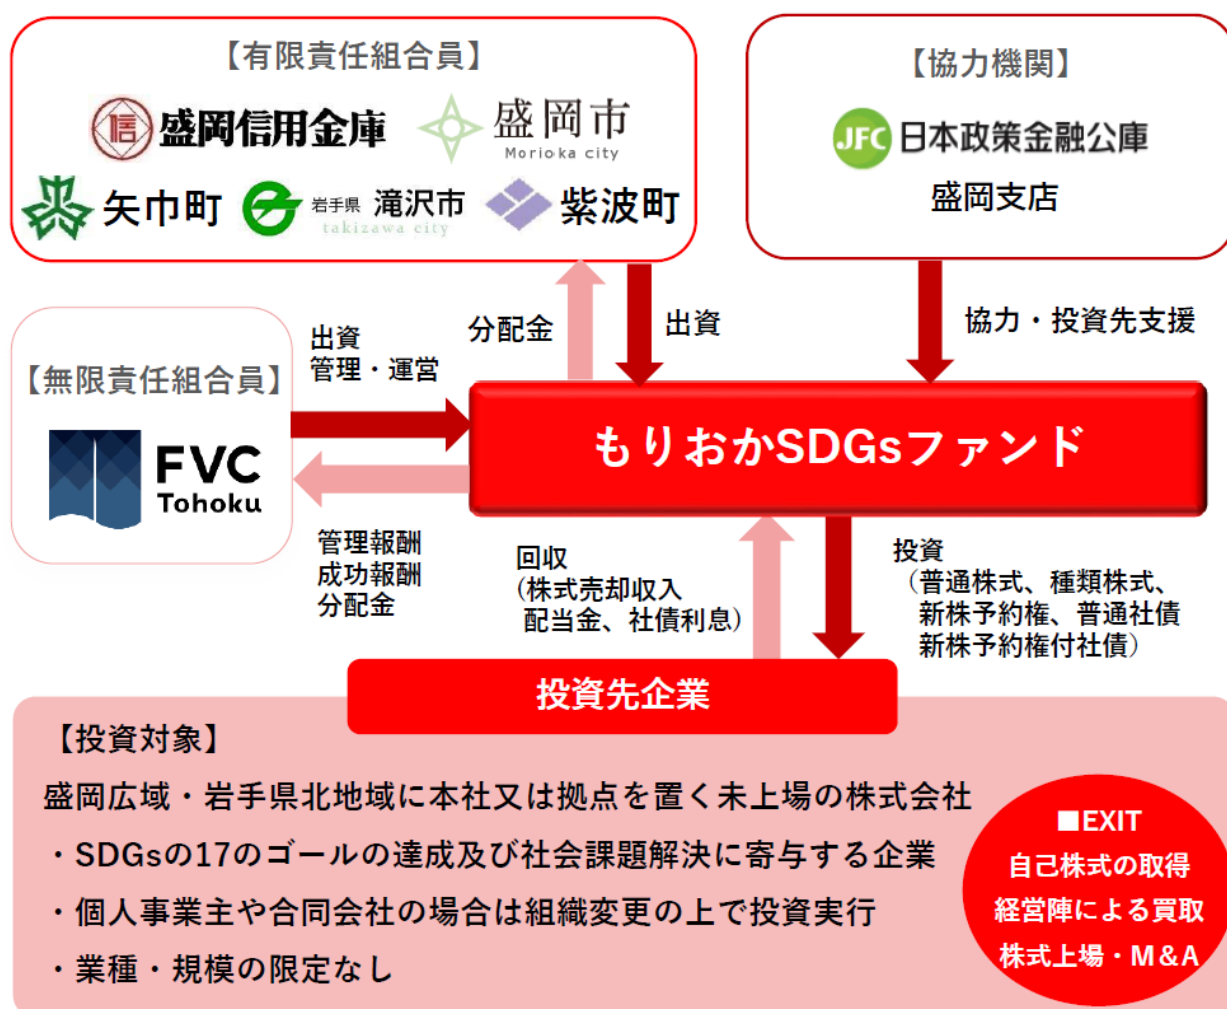 【有限責任組合員】
信 盛岡信用金庫
盛岡市
Morioka city
矢巾町
岩手県 滝沢市
takizawa city
紫波町
【協力機関】
JFC 日本政策金融公庫
盛岡支店
分配金
出資
協力・投資先支援
【無限責任組合員】
FVC
Tohoku
出資
管理・運営
もりおかSDGsファンド
管理報酬
成功報酬
分配金
回収
(株式売却収入
配当金、社債利息)
投資
（普通株式、種類株式、
新株予約権、普通社債
新株予約権付社債）
投資先企業
【投資対象】
盛岡広域・岩手県北地域に本社又は拠点を置く未上場の株式会社
・SDGsの17のゴールの達成及び社会課題解決に寄与する企業
・個人事業主や合同会社の場合は組織変更の上で投資実行
・業種・規模の限定なし
■EXIT
自己株式の取得
経営陣による買取
株式上場・M＆A